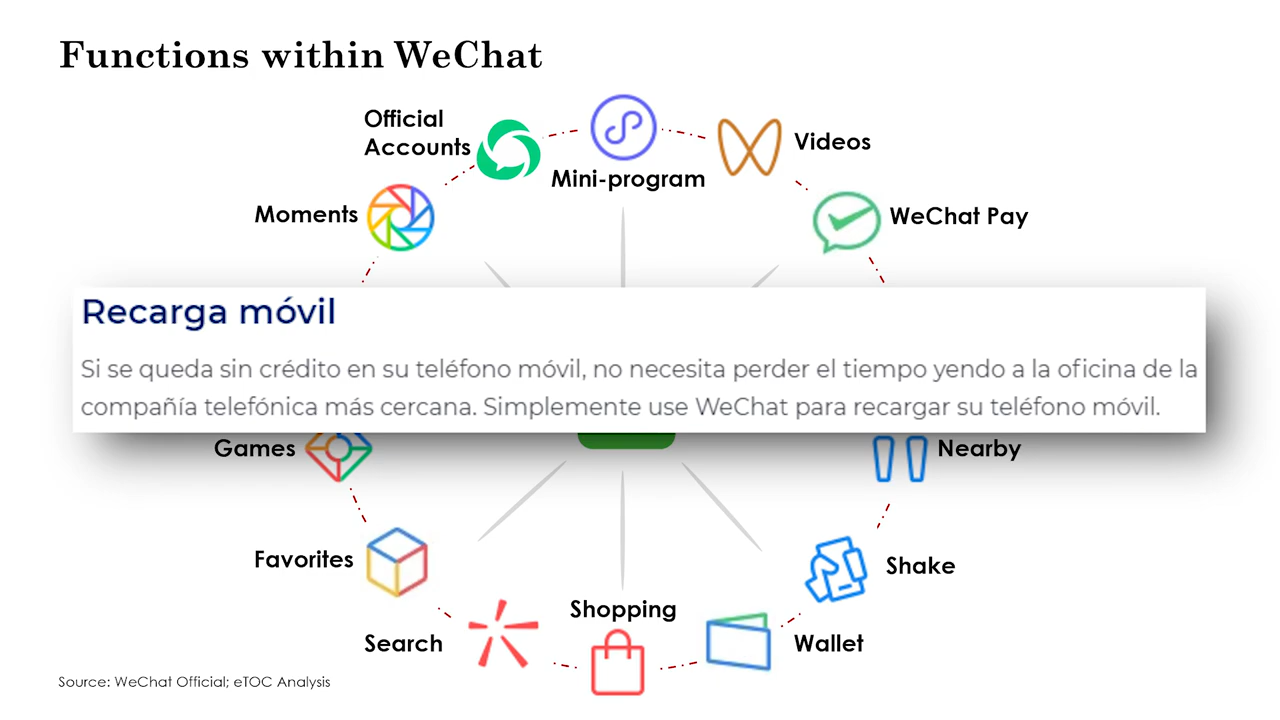 Functions within WeChat
Official
Accounts
Mini-program
Videos
Moments
WeChat Pay
Recarga móvil
Si se queda sin crédito en su teléfono móvil, no necesita perder el tiempo yendo a la oficina de la
compañía telefónica más cercana. Simplemente use WeChat para recargar su teléfono móvil.
Games
Nearby
Favorites
Shake
Shopping
Search
Wallet
Source: WeChat Official; eTOC Analysis